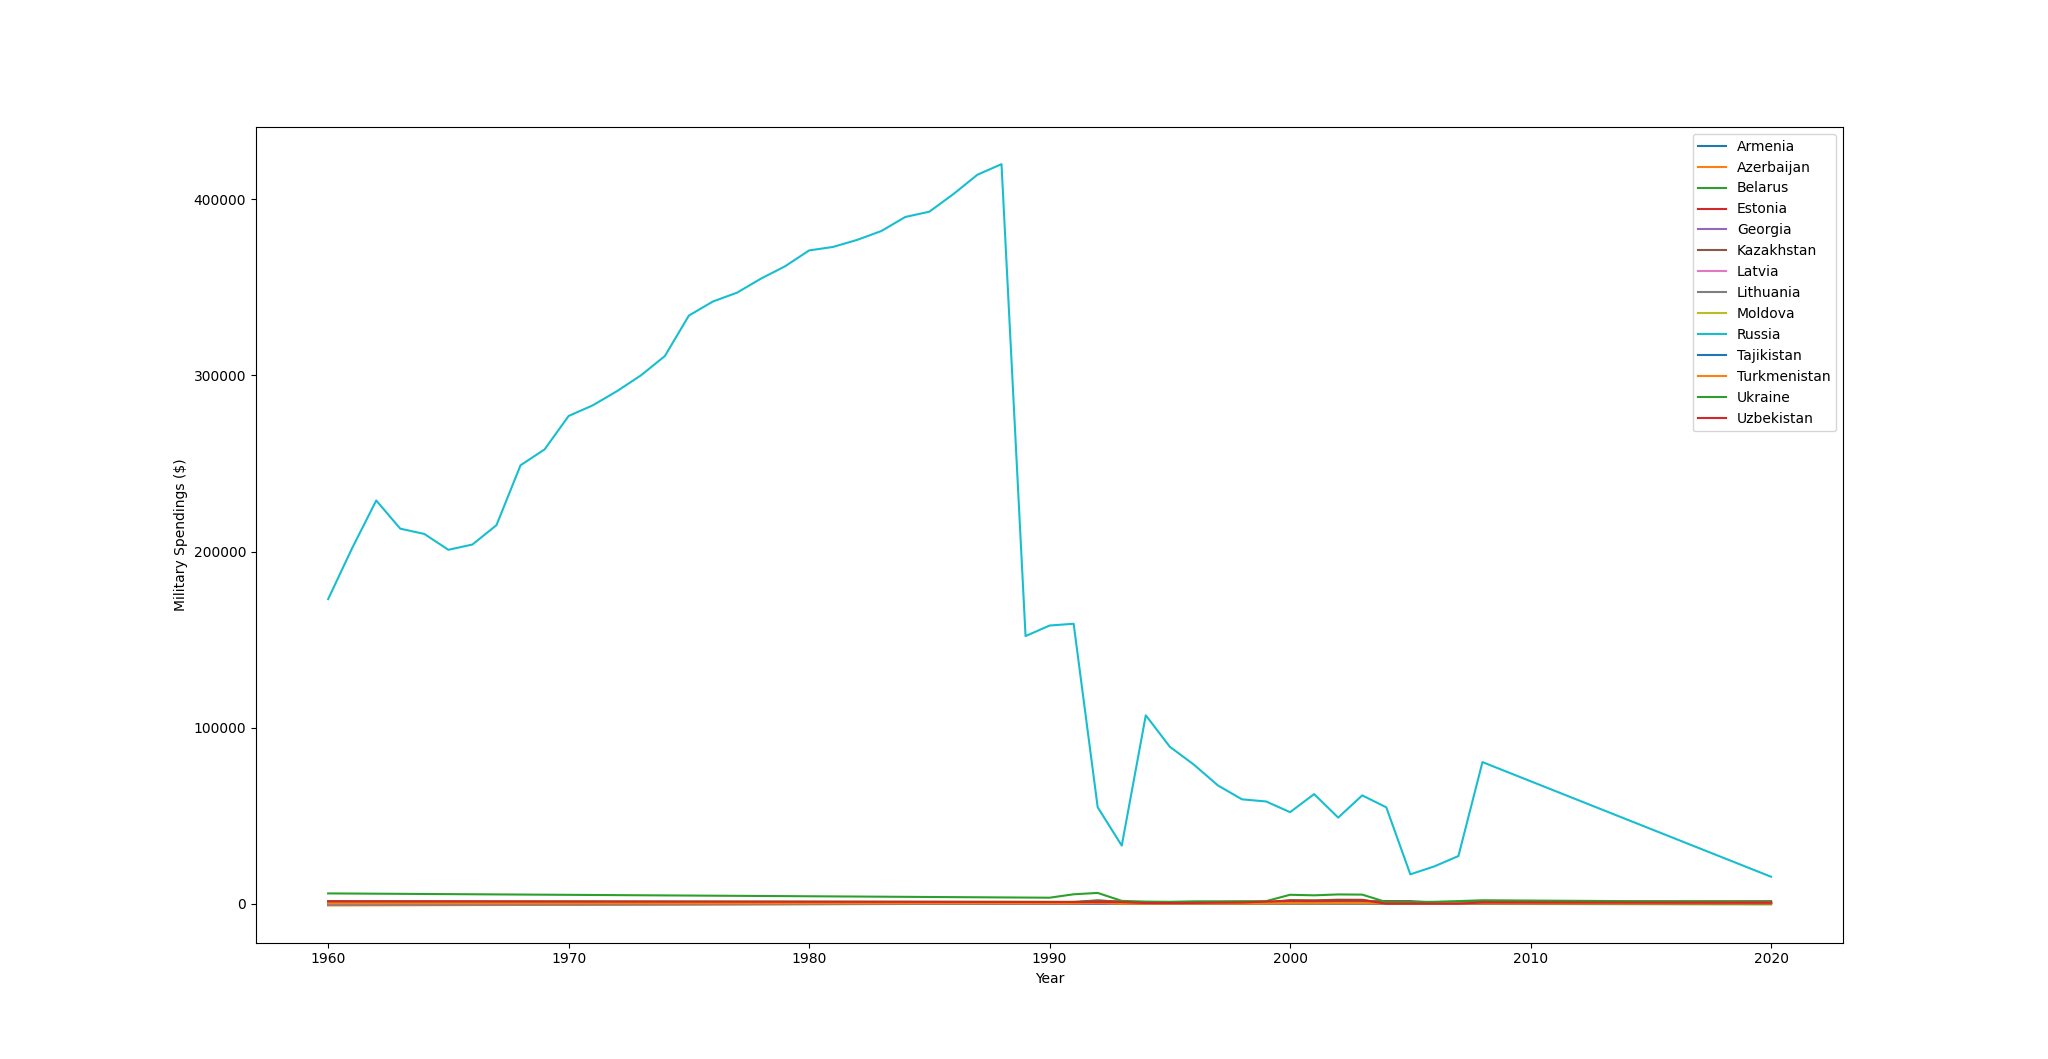 Armenia
Azerbaijan
Belarus
Estonia
Georgia
Kazakhstan
Latvia
Lithuania
Moldova
Russia
Tajikistan
Turkmenistan
Ukraine
Uzbekistan
400000
300000
200000
100000
0
Military Spendings ($)
1960 1970 1980 1990 2000 2010 2020
Year